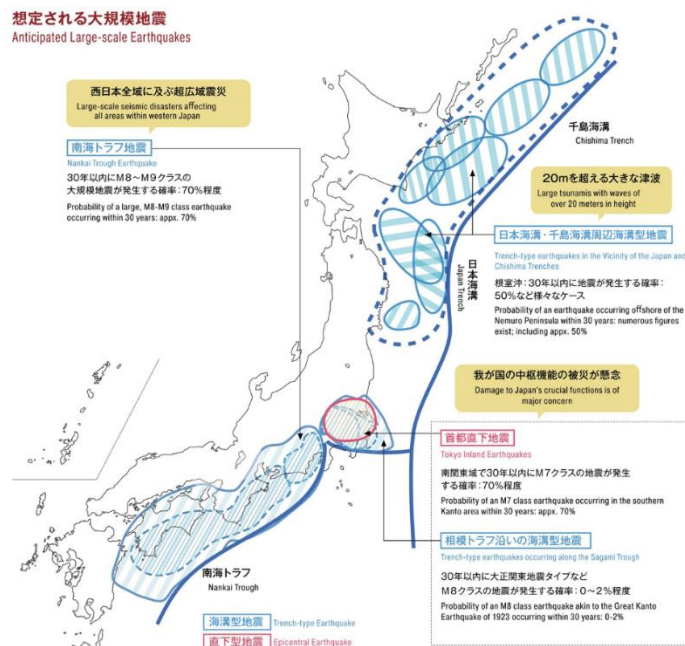 想定される大規模地震
Anticipated Large-scale Earthquakes
西日本全域に及ぶ超広域震災
Large-scale seismic disasters affecting
all areas within western Japan
南海トラフ地震
Nankai Trough Earthquake
30年以内にM8〜M9クラスの
大規模地震が発生する確率：70%程度
Probability of a large, M8-M9 class earthquake
occurring within 30 years: appx. 70%
千島海溝
Chishima Trench
20mを超える大きな津波
Large tsunamis with waves of
over 20 meters in height
日本海溝・千島海溝周辺海溝型地震
Trench-type earthquakes in the Vicinity of the Japan and
Chishima Trenches
根室沖：30年以内に地震が発生する確率：
50%など様々なケース
Probability of an earthquake occurring offshore of the
Nemuro Peninsula within 30 years: numerous figures
exist; including appx. 50%
日本海溝
Japan Trench
我が国の中枢機能の被災が懸念
Damage to Japan's crucial functions is of
major concern
首都直下地震
Tokyo Inland Earthquakes
南関東域で30年以内にM7クラスの地震が発生
する確率：70%程度
Probability of an M7 class earthquake occurring in the southern
Kanto area within 30 years: appx. 70%
相模トラフ沿いの海溝型地震
Trench-type earthquakes occurring along the Sagami Trough
30年以内に大正関東地震タイプなど
M8クラスの地震が発生する確率：0〜2%程度
Probability of an M8 class earthquake akin to the Great Kanto
Earthquake of 1923 occurring within 30 years: 0-2%
南海トラフ
Nankai Trough
海溝型地震 Trench-type Earthquake
直下型地震 Epicentral Earthquake